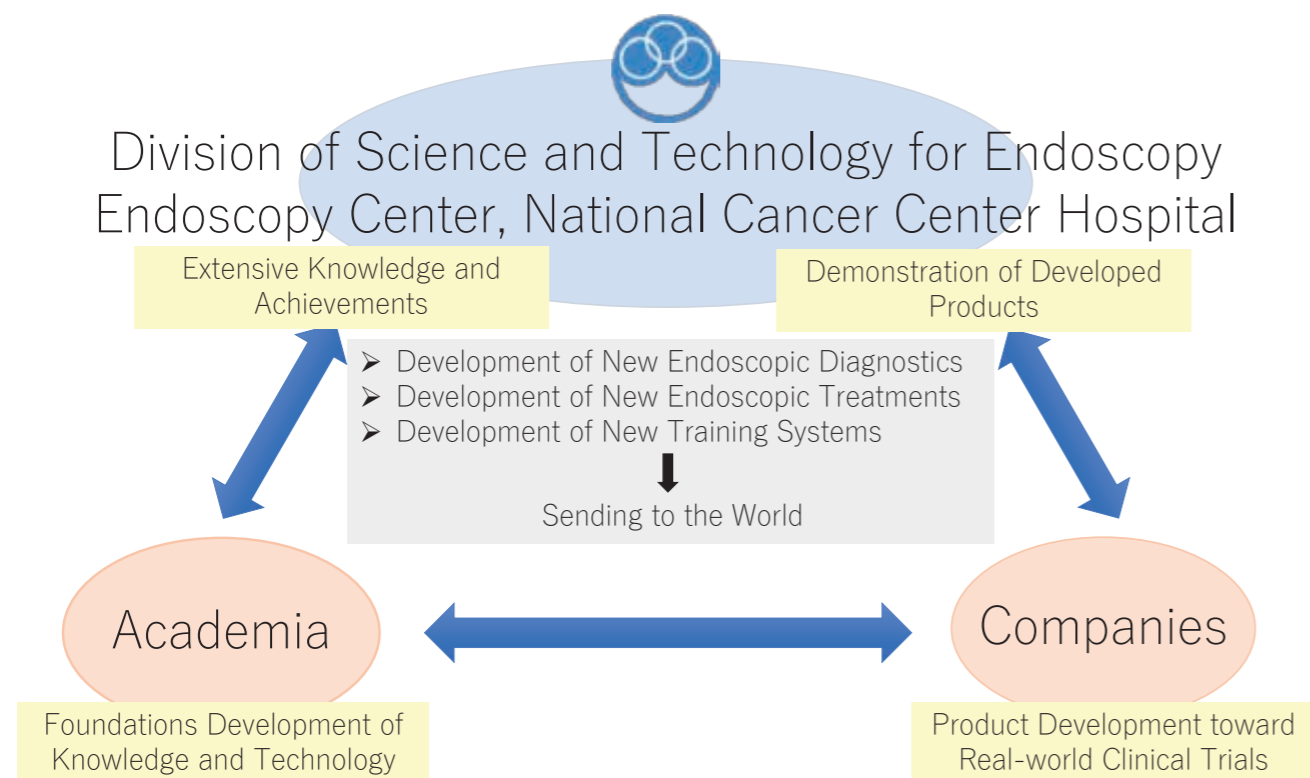 Division of Science and Technology for Endoscopy
Endoscopy Center, National Cancer Center Hospital
Extensive Knowledge and
Achievements
Demonstration of Developed
Products
➢ Development of New Endoscopic Diagnostics
➢ Development of New Endoscopic Treatments
➢ Development of New Training Systems
Sending to the World
Academia
Companies
Foundations Development of
Knowledge and Technology
Product Development toward
Real-world Clinical Trials